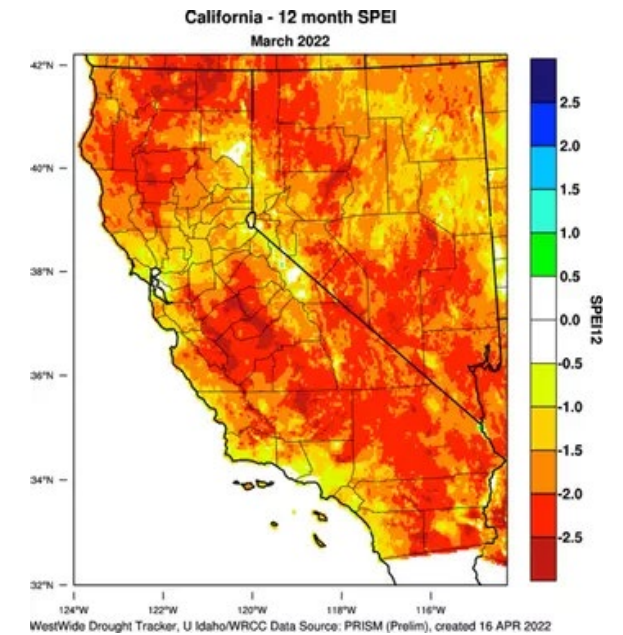 California - 12 month SPEI
March 2022
42°N
40°N
38°N
36°N
34°N
32°N
124°W
122°W
120°W
118°W
116°W
2.5
2.0
1.5
1.0
0.5
0.0
-0.5
-1.0
-1.5
-2.0
-2.5
SPEI12
WestWide Drought Tracker, U Idaho/WRCC Data Source: PRISM (Prelim), created 16 APR 2022